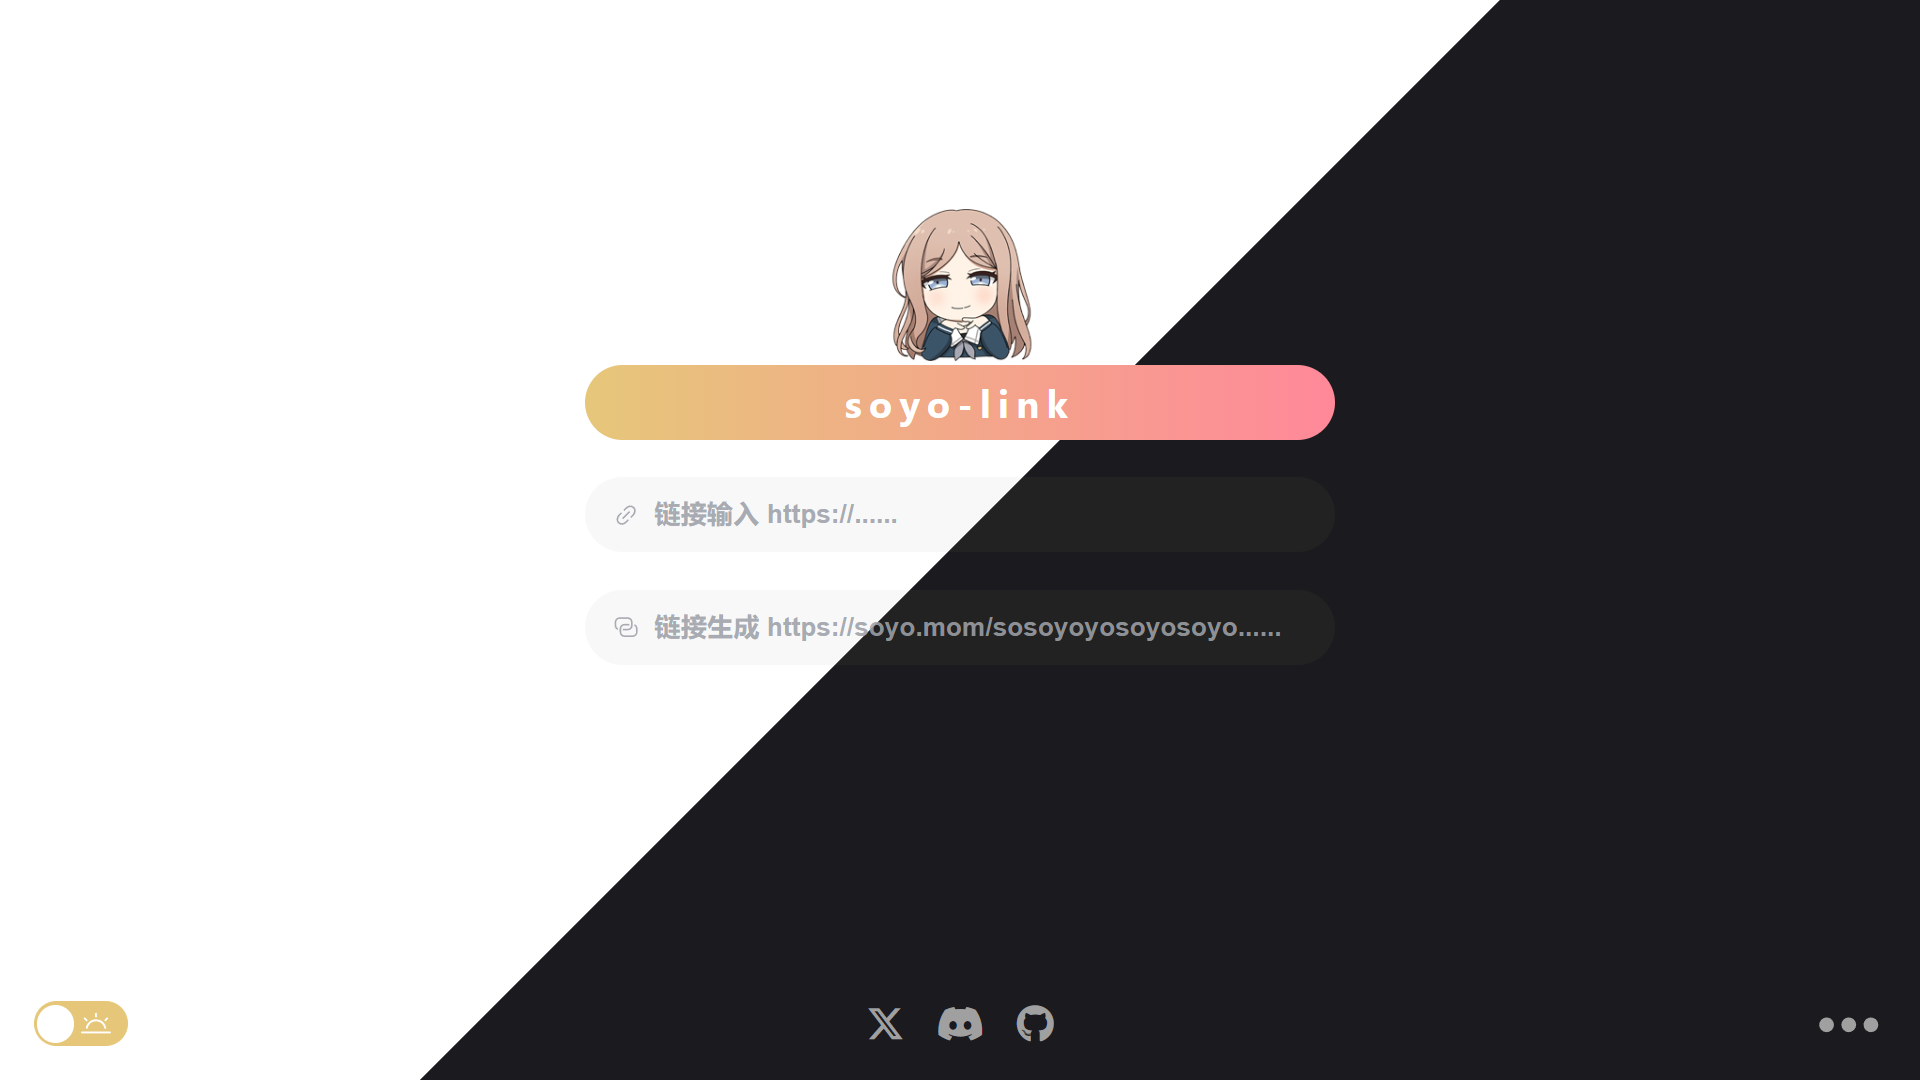 soyo-link
链接输入 https://......
链接生成 https://soyo.mom/sosoyoyosoyosoyo......